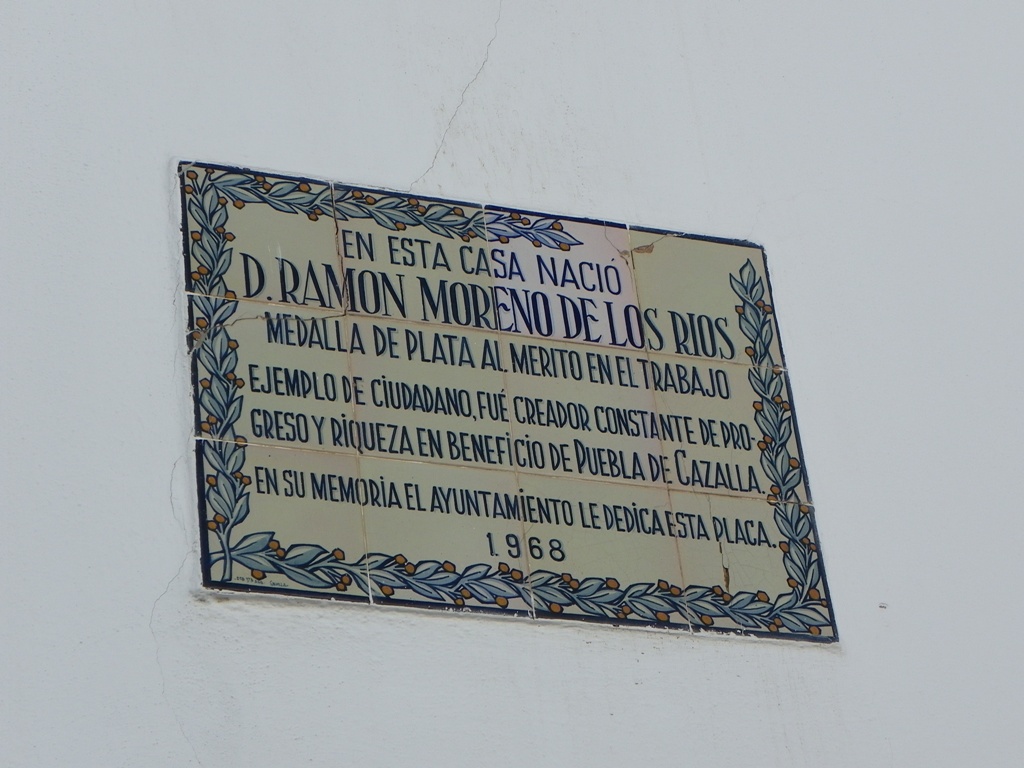 EN ESTA CASA NACIÓ
D. RAMON MORENO DE LOS RIOS
MEDALLA DE PLATA AL MERITO EN EL TRABAJO
EJEMPLO DE CIUDADANO, FUÉ CREADOR CONSTANTE DE PRO-
GRESO Y RIQUEZA EN BENEFICIO DE PUEBLA DE CAZALLA.
EN SU MEMORIA EL AYUNTAMIENTO LE DEDICA ESTA PLACA.
1.968